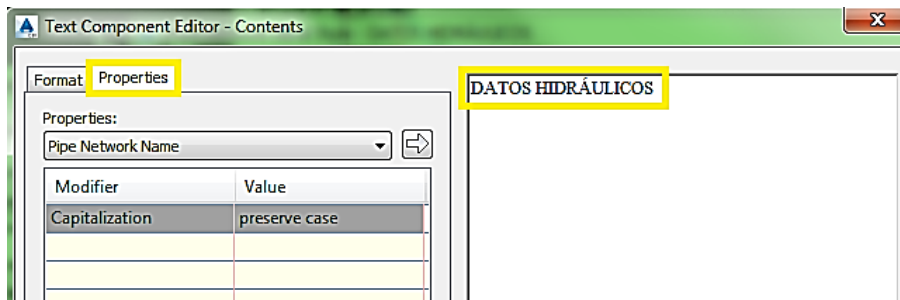 Text Component Editor - Contents
Format
Properties
DATOS HIDRÁULICOS
Properties:
Pipe Network Name
Modifier
Value
Capitalization
preserve case